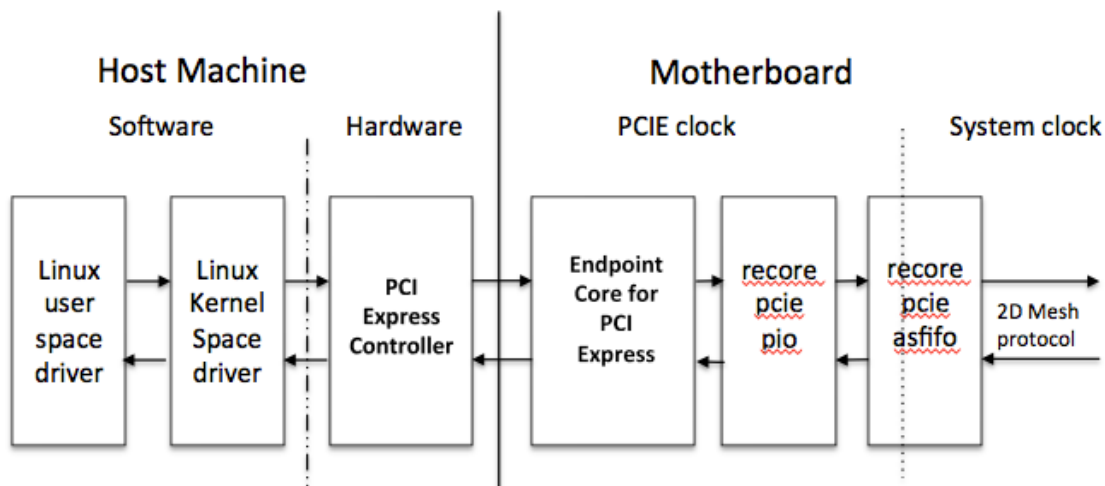 Host Machine
Motherboard
Software
Hardware
PCIE clock
System clock
Linux
user
space
driver
Linux
Kernel
Space
driver
PCI
Express
Controller
Endpoint
Core for
PCI
Express
recore
pcie
pio
recore
pcie
asfifo
2D Mesh
protocol